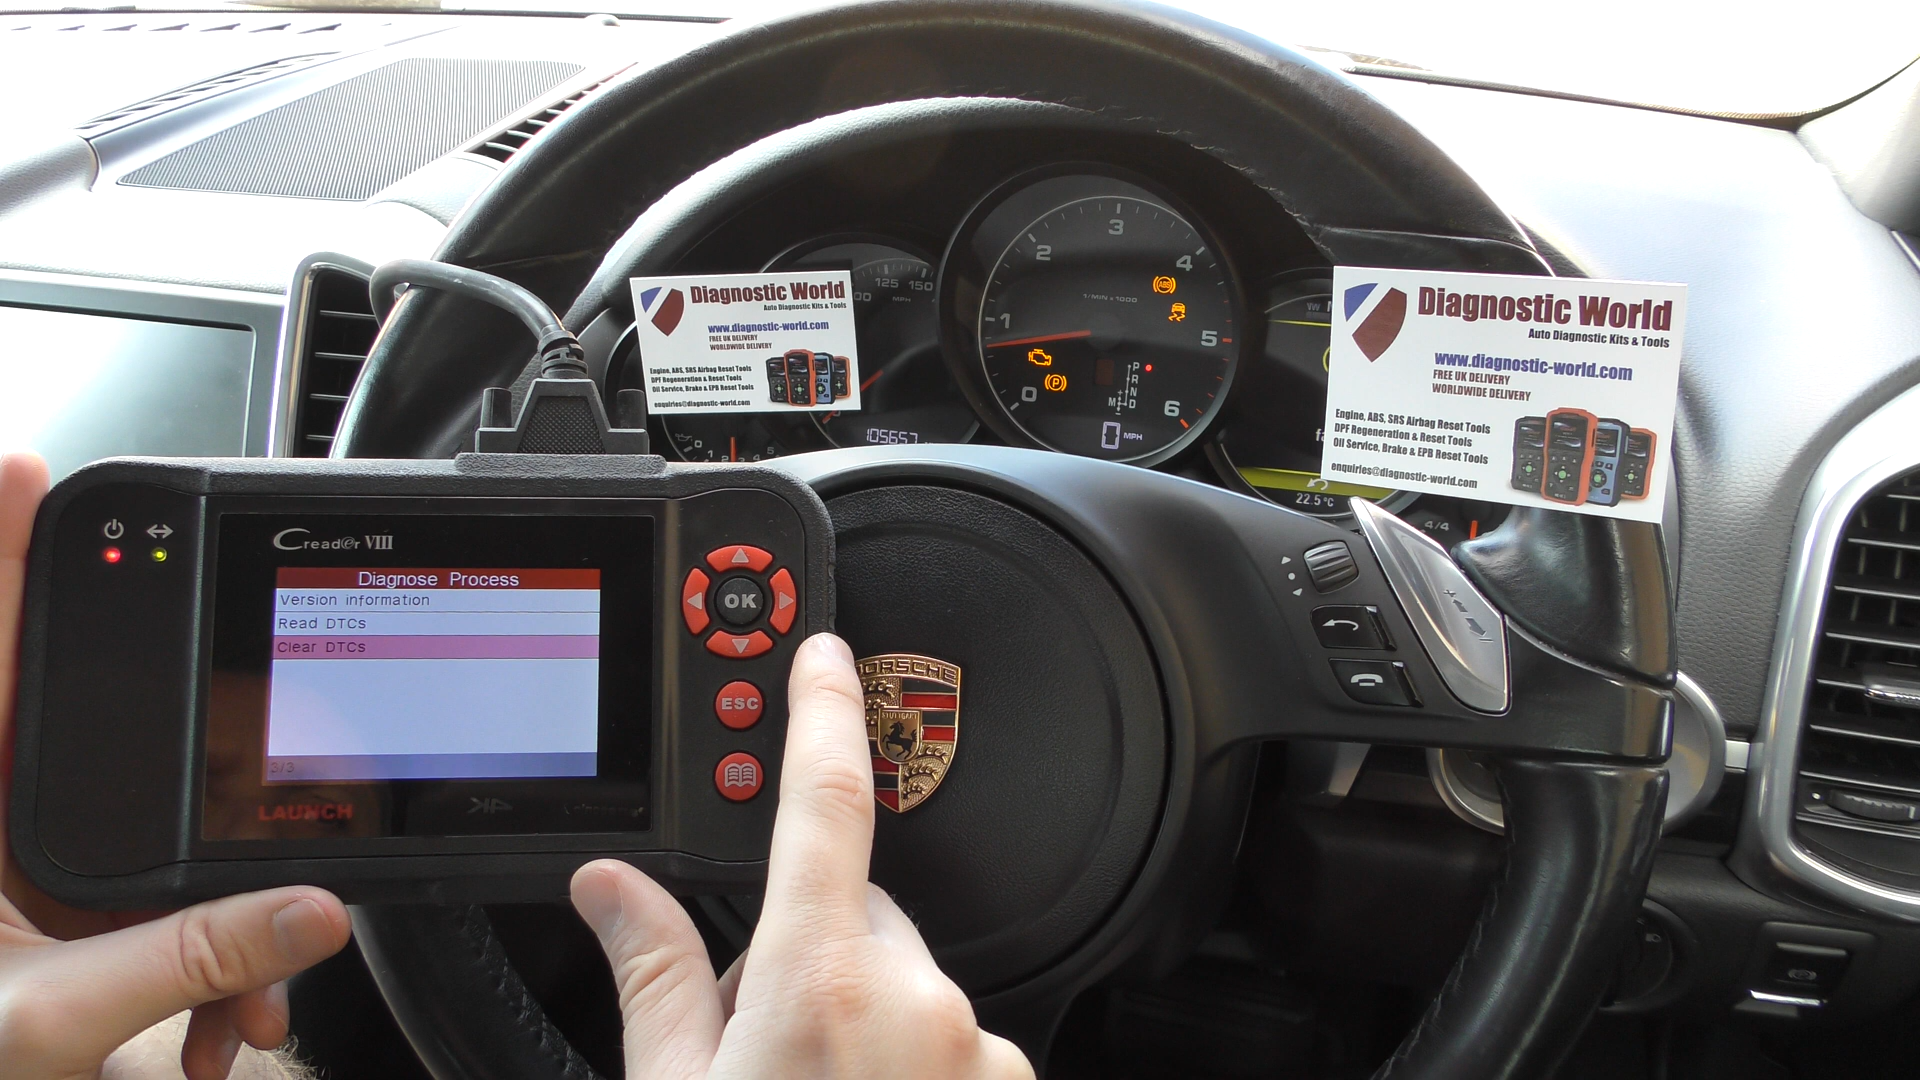 Creader VIII
Diagnose Process
Version information
Read DTCs
Clear DTCs
3/3
LAUNCH
OK
ESC
Diagnostic World
Auto Diagnostic Kits & Tools
www.diagnostic-world.com
FREE UK DELIVERY
WORLDWIDE DELIVERY
Engine, ABS, SRS Airbag Reset Tools
DPF Regeneration & Reset Tools
Oil Service, Brake & EPB Reset Tools
enquiries@diagnostic-world.com
125 150
MPH
105657
0 1 2 3 4 5 6
1/MIN x 1000
ABS
P
P
R
N
M D
0 MPH
22.5 °C
4/4
Diagnostic World
Auto Diagnostic Kits & Tools
www.diagnostic-world.com
FREE UK DELIVERY
WORLDWIDE DELIVERY
Engine, ABS, SRS Airbag Reset Tools
DPF Regeneration & Reset Tools
Oil Service, Brake & EPB Reset Tools
enquiries@diagnostic-world.com
PORSCHE
STUTTGART